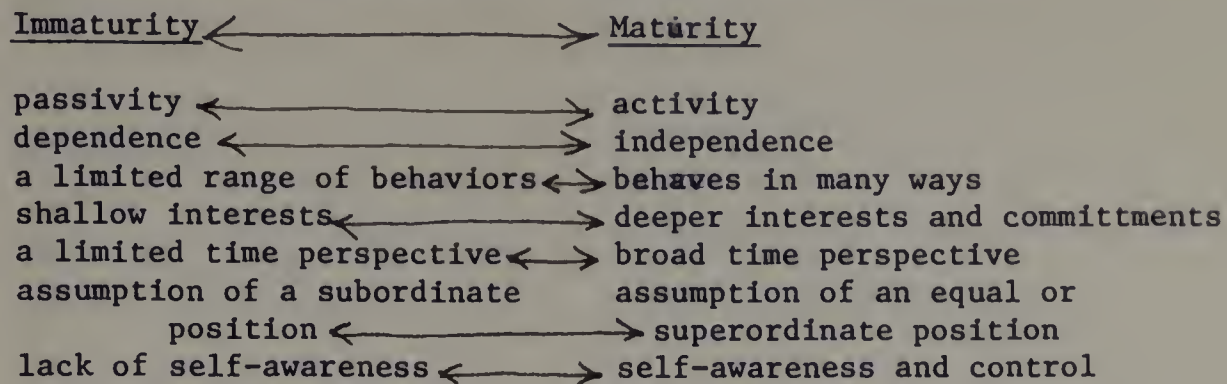 Immaturity ⟷ Maturity
passivity ⟷ activity
dependence ⟷ independence
a limited range of behaviors ⟷ behaves in many ways
shallow interests ⟷ deeper interests and committments
a limited time perspective ⟷ broad time perspective
assumption of a subordinate assumption of an equal or
position ⟷ superordinate position
lack of self-awareness ⟷ self-awareness and control